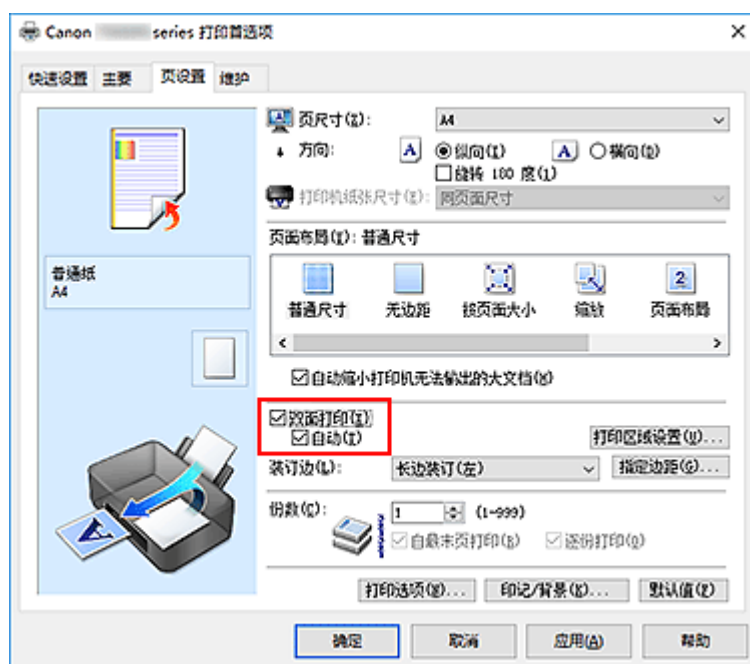 Canon series 打印首选项
快速设置 主要 页设置 维护
页尺寸(Z): A4
方向: A 纵向(I) A 横向(Q)
旋转 180 度(1)
打印机纸张尺寸(E): 同页面尺寸
页面布局(Y): 普通尺寸
普通纸
A4
普通尺寸 无边距 按页面大小 缩放 页面布局
自动缩小打印机无法输出的大文档(W)
双面打印(X)
自动(T)
打印区域设置(U)...
装订边(L): 长边装订(左) 指定边距(G)...
份数(C): 1 (1-999)
自最末页打印(R) 逐份打印(O)
打印选项(N)... 印记/背景(K)... 默认值(F)
确定 取消 应用(A) 帮助